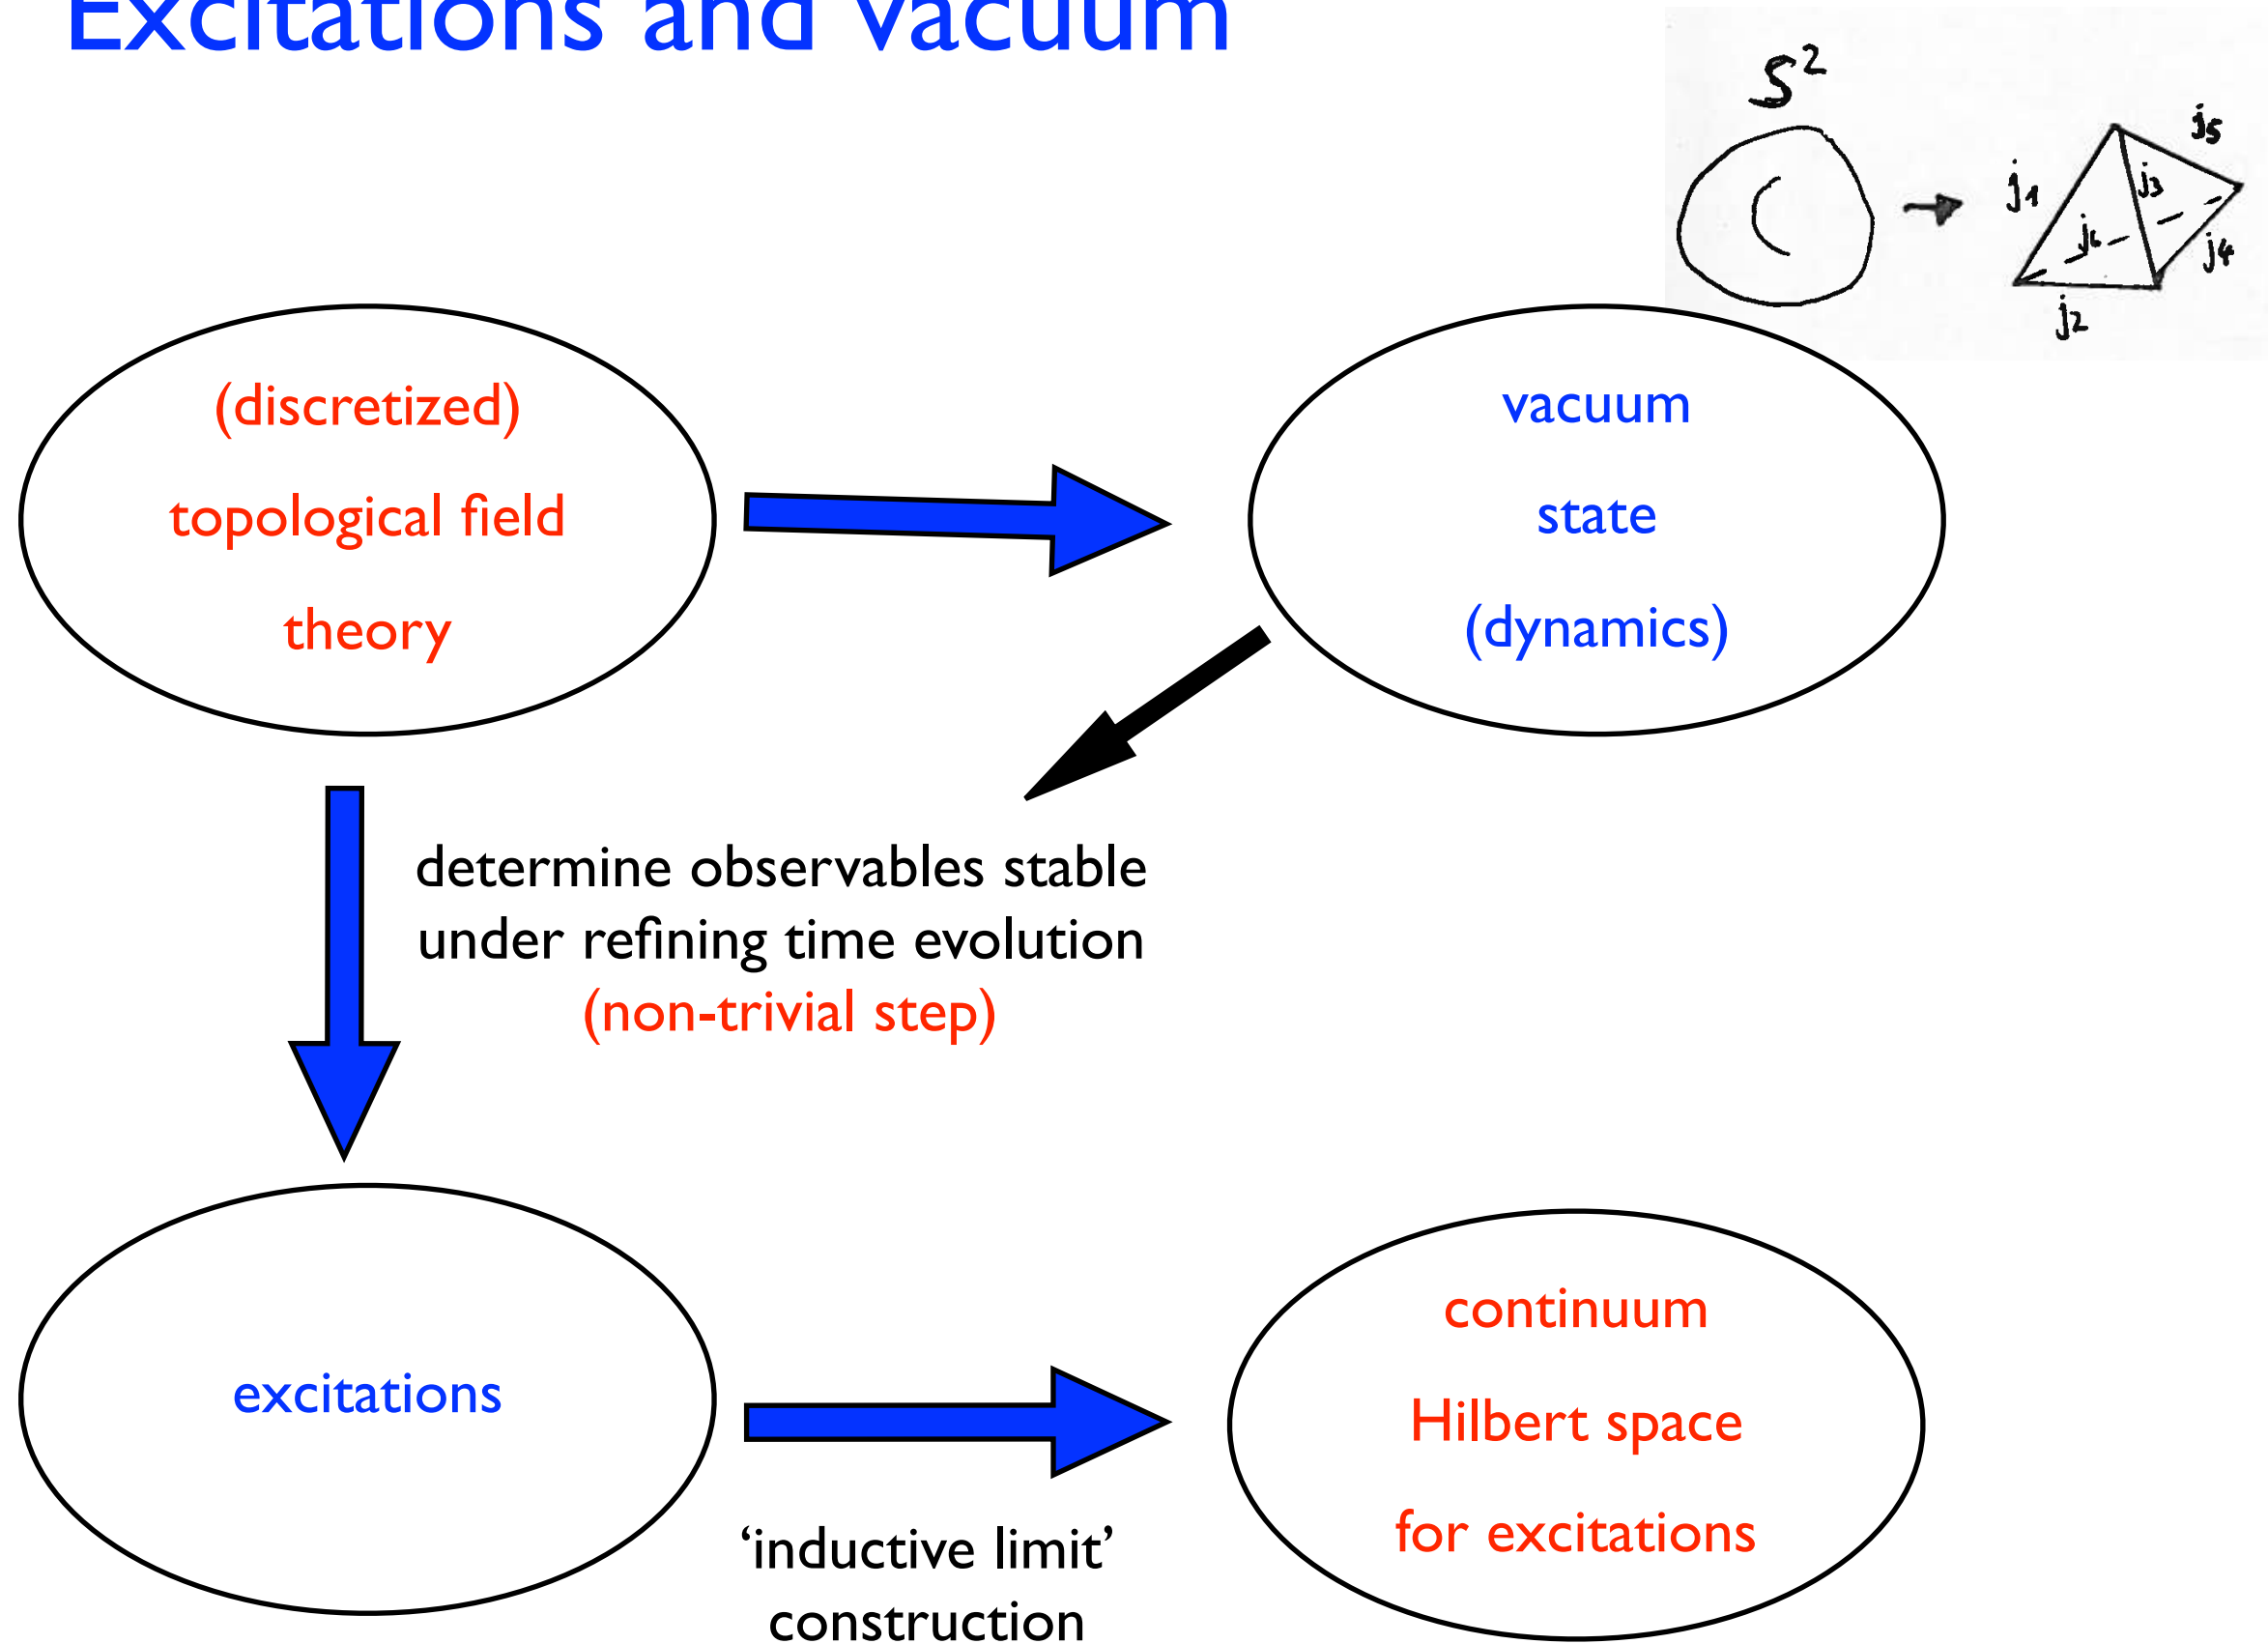 Excitations and vacuum
S²
j1
j3
j5
j6
j4
j2
(discretized)
topological field
theory
vacuum
state
(dynamics)
determine observables stable
under refining time evolution
(non-trivial step)
excitations
continuum
Hilbert space
for excitations
‘inductive limit’
construction